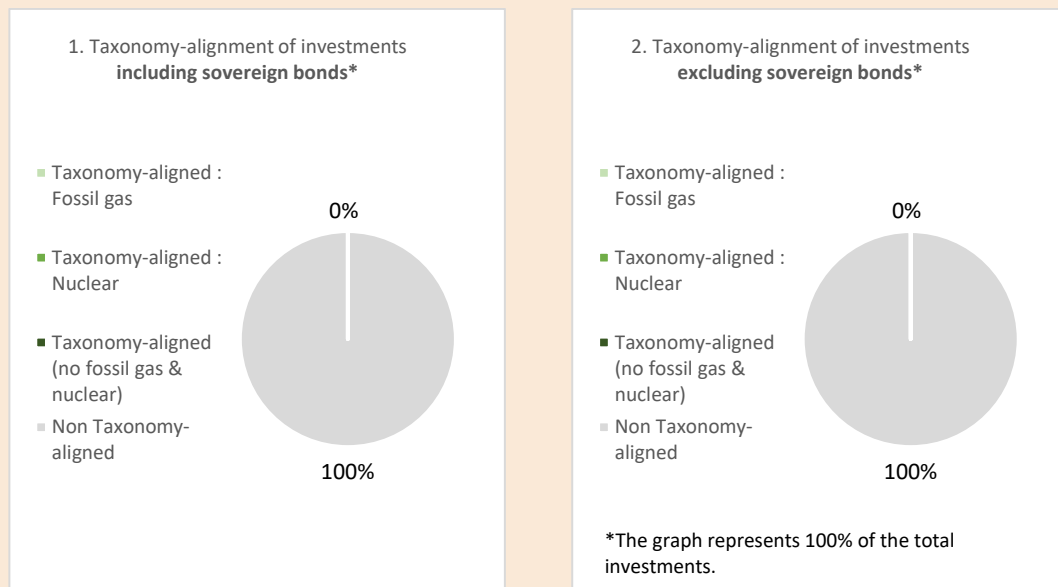 1. Taxonomy-alignment of investments
including sovereign bonds*
Taxonomy-aligned :
Fossil gas
Taxonomy-aligned :
Nuclear
Taxonomy-aligned
(no fossil gas &
nuclear)
Non Taxonomy-
aligned
0%
100%
2. Taxonomy-alignment of investments
excluding sovereign bonds*
Taxonomy-aligned :
Fossil gas
Taxonomy-aligned :
Nuclear
Taxonomy-aligned
(no fossil gas &
nuclear)
Non Taxonomy-
aligned
0%
100%
*The graph represents 100% of the total
investments.